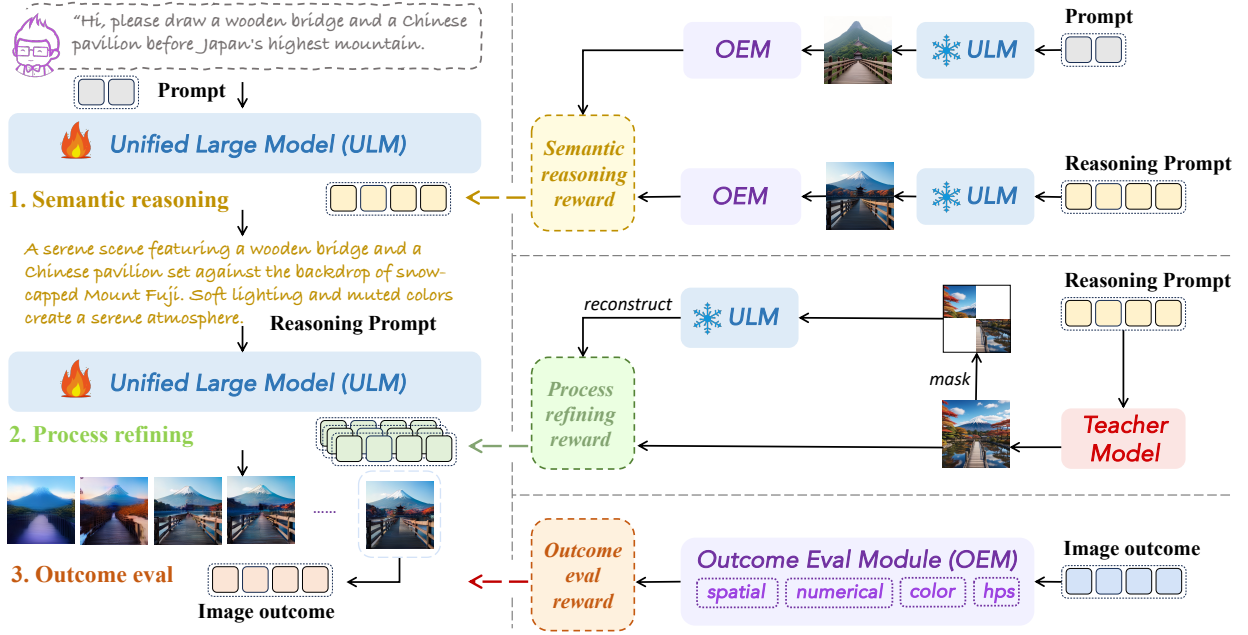 “Hi, please draw a wooden bridge and a Chinese
pavilion before Japan's highest mountain.
Prompt
Unified Large Model (ULM)
1. Semantic reasoning
A serene scene featuring a wooden bridge and a
Chinese pavilion set against the backdrop of snow-
capped Mount Fuji. Soft lighting and muted colors
create a serene atmosphere.
Reasoning Prompt
Unified Large Model (ULM)
2. Process refining
......
3. Outcome eval
Image outcome
Prompt
OEM
ULM
Semantic
reasoning
reward
Reasoning Prompt
OEM
ULM
Reasoning Prompt
reconstruct
ULM
mask
Process
refining
reward
Teacher
Model
Outcome
eval
reward
Outcome Eval Module (OEM)
spatial
numerical
color
hps
Image outcome